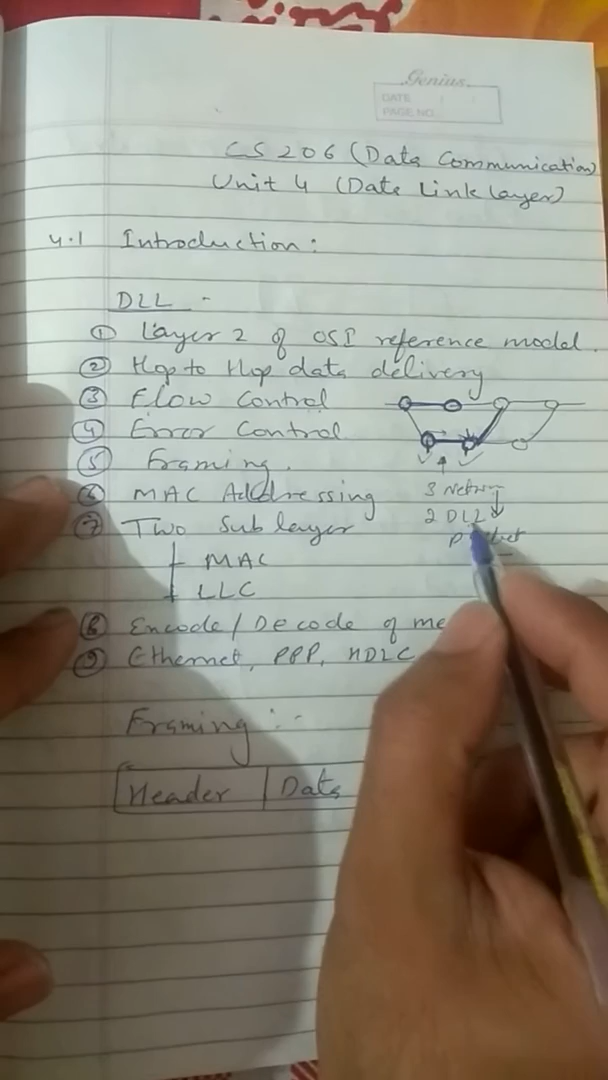 Genius
DATE
PAGE NO.
CS 206 (Data Communication)
Unit 4 (Data Link layer)
4.1 Introduction:
DLL -
① Layer 2 of OSI reference model.
② Hop to Hop data delivery
③ Flow Control
④ Error Control
⑤ Framing.
⑥ MAC Addressing
3
⑦ Two Sub layer
2 DLL
MAC
LLC
⑧ Encode/Decode of me
⑨ Ethernet, PPP, HDLC
Framing :-
Header | Data